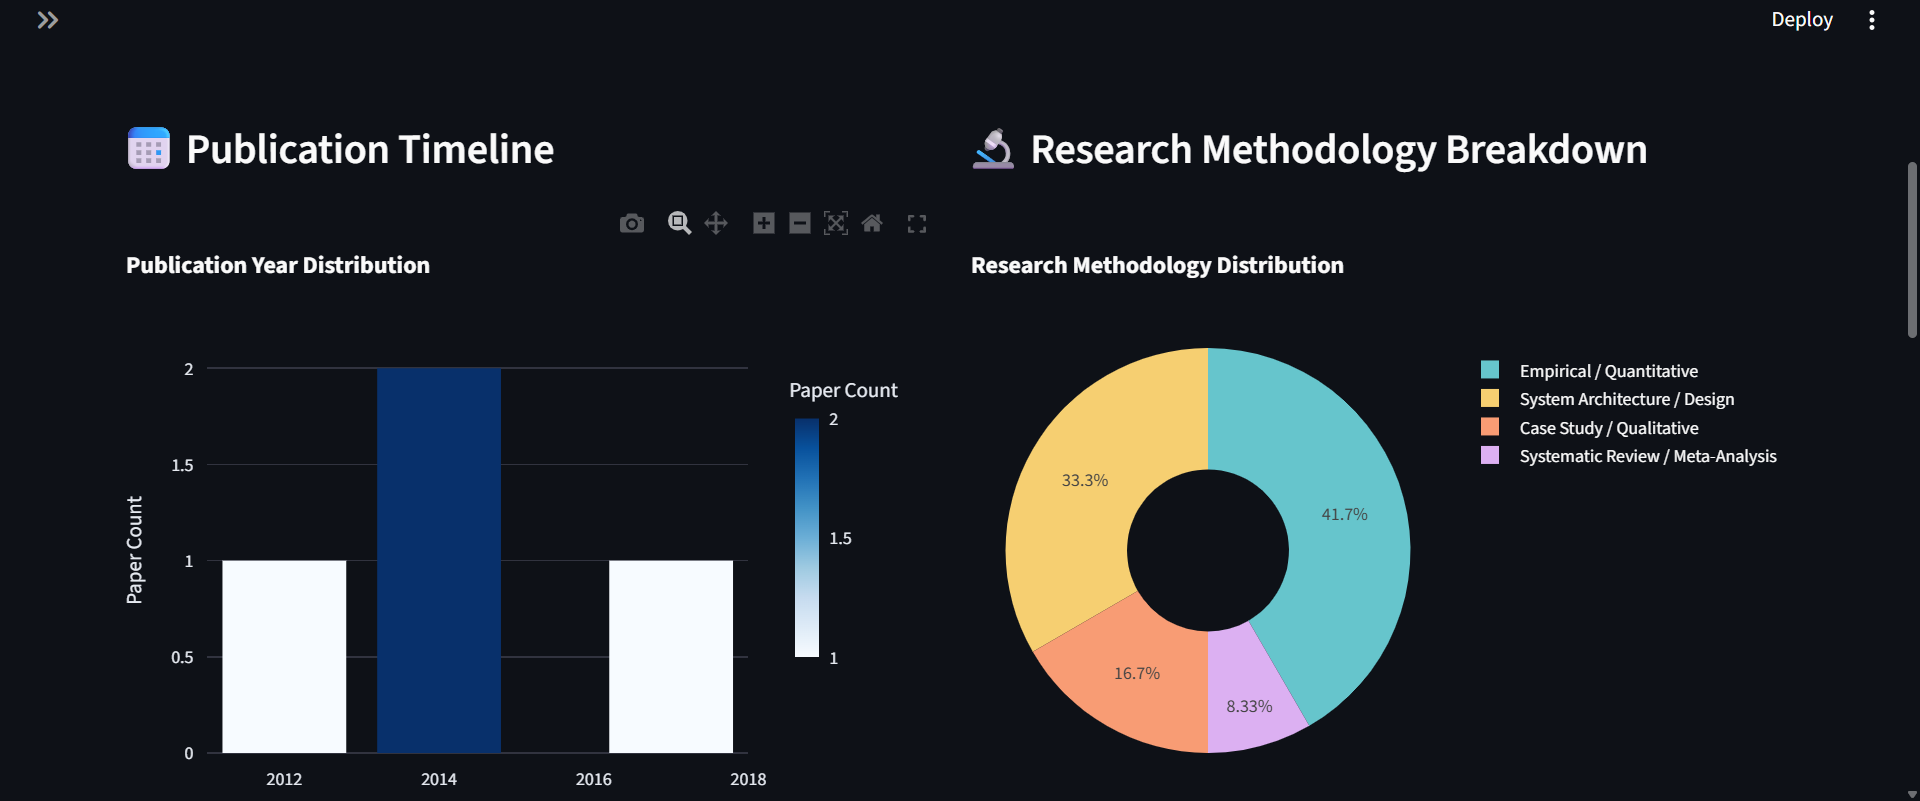 Deploy
Publication Timeline
Research Methodology Breakdown
Publication Year Distribution
Research Methodology Distribution
2
1.5
1
0.5
0
Paper Count
2012
2014
2016
2018
Paper Count
2
1.5
1
33.3%
41.7%
16.7%
8.33%
Empirical / Quantitative
System Architecture / Design
Case Study / Qualitative
Systematic Review / Meta-Analysis